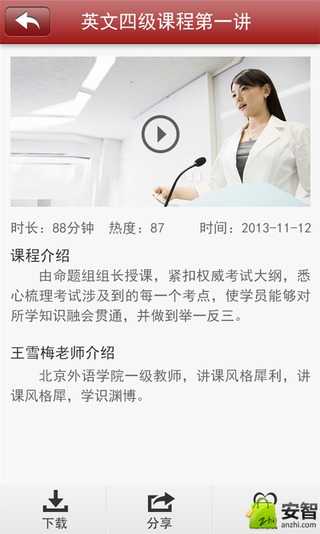 英文四级课程第一讲
时长：88分钟 热度：87 时间：2013-11-12
课程介绍
由命题组组长授课，紧扣权威考试大纲，悉
心梳理考试涉及到的每一个考点，使学员能够对
所学知识融会贯通，并做到举一反三。
王雪梅老师介绍
北京外语学院一级教师，讲课风格犀利，讲
课风格犀，学识渊博。
下载 分享
安智
anzhi.com